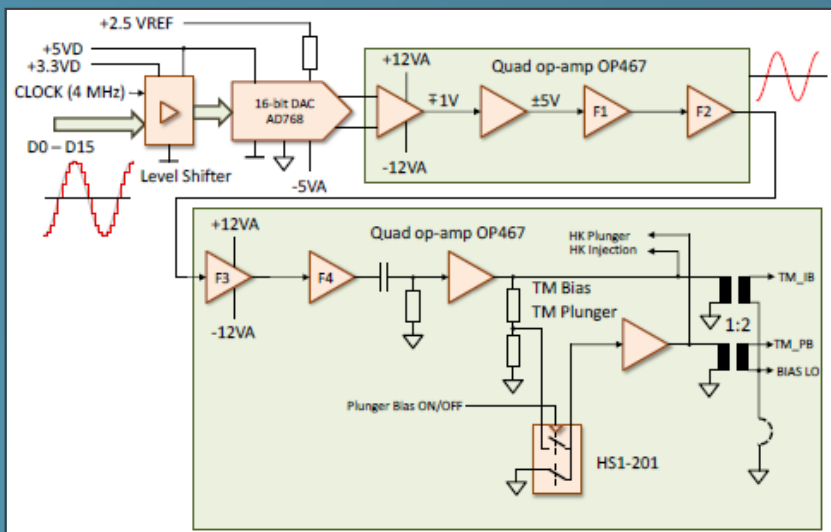 +2.5 VREF
+5VD
+3.3VD
CLOCK (4 MHz)
D0 – D15
Level Shifter
16-bit DAC
AD768
-5VA
+12VA
-12VA
Quad op-amp OP467
∓1V
±5V
F1
F2
+12VA
Quad op-amp OP467
F3
F4
-12VA
HK Plunger
HK Injection
TM Bias
TM Plunger
TM_IB
1:2
TM_PB
BIAS LO
Plunger Bias ON/OFF
HS1-201